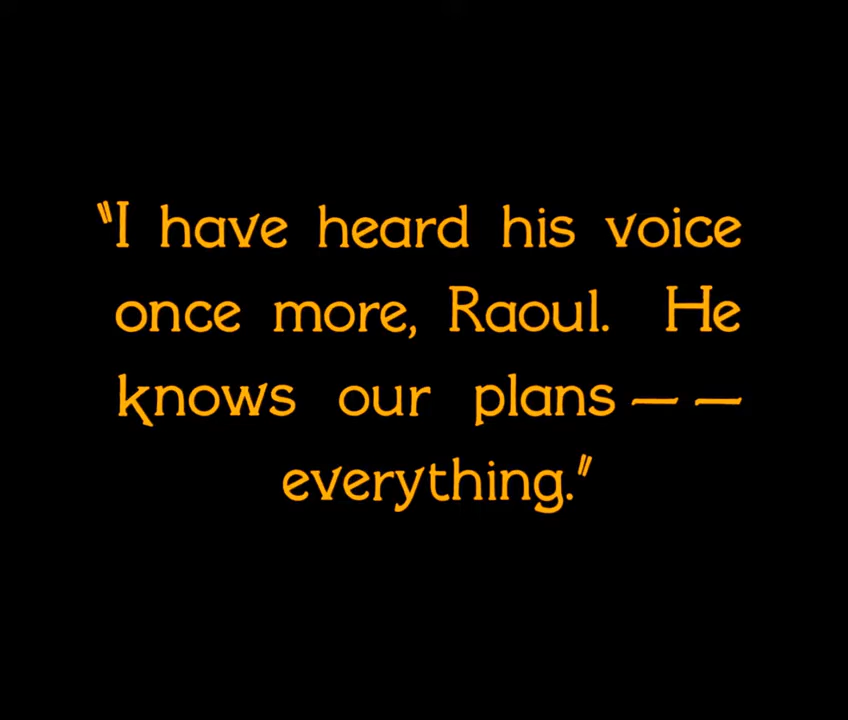 "I have heard his voice
once more, Raoul. He
knows our plans — —
everything."